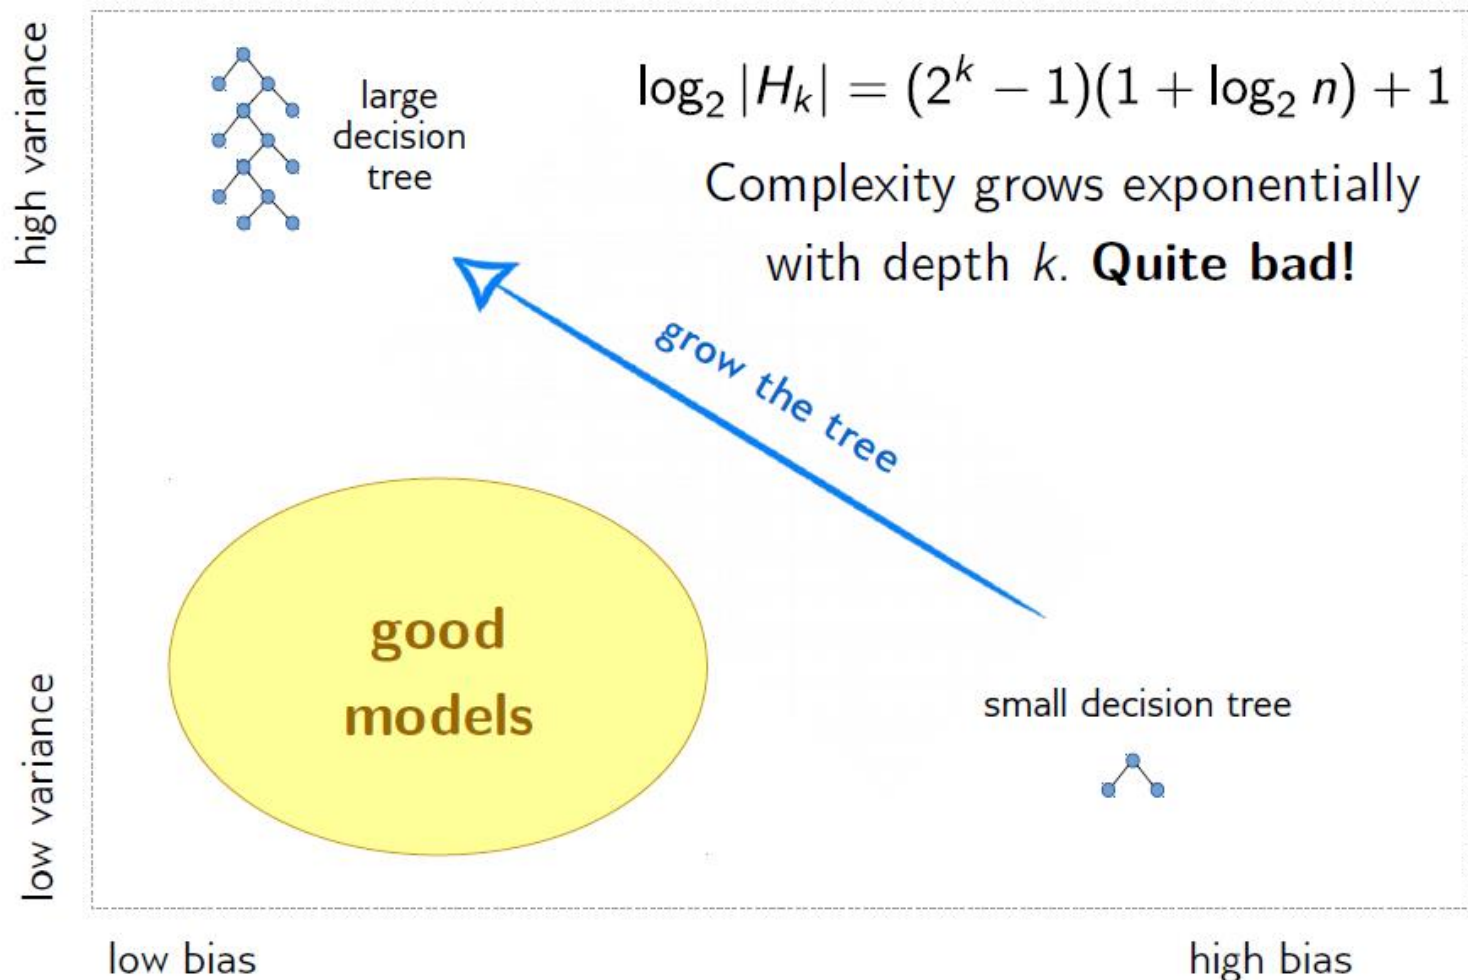 high variance
large
decision
tree
log₂ |Hₖ| = (2ᵏ − 1)(1 + log₂ n) + 1
Complexity grows exponentially
with depth k. Quite bad!
grow the tree
good
models
small decision tree
low variance
low bias
high bias